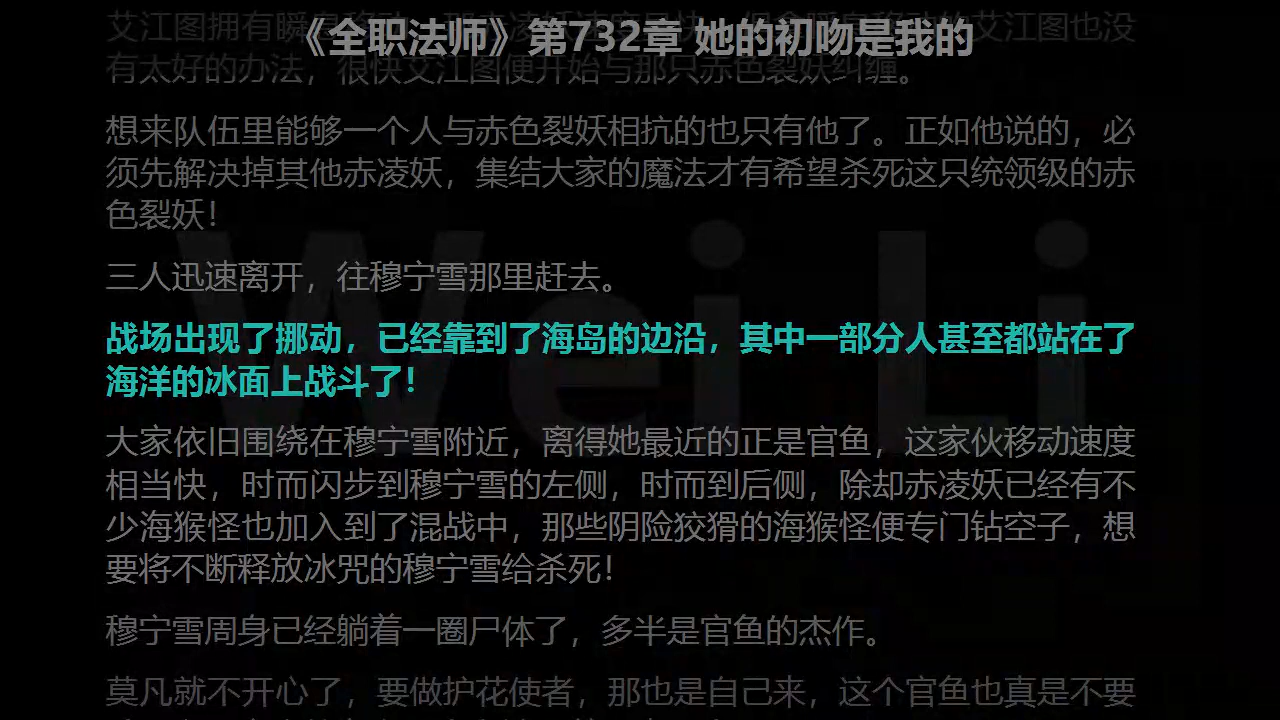 《全职法师》第732章 她的初吻是我的
艾江图拥有瞬
艾江图也没
有太好的办法，很快艾江图便开始与那只赤色裂妖纠缠。
想来队伍里能够一个人与赤色裂妖相抗的也只有他了。正如他说的，必
须先解决掉其他赤凌妖，集结大家的魔法才有希望杀死这只统领级的赤
色裂妖！
三人迅速离开，往穆宁雪那里赶去。
战场出现了挪动，已经靠到了海岛的边沿，其中一部分人甚至都站在了
海洋的冰面上战斗了！
大家依旧围绕在穆宁雪附近，离得她最近的正是官鱼，这家伙移动速度
相当快，时而闪步到穆宁雪的左侧，时而到后侧，除却赤凌妖已经有不
少海猴怪也加入到了混战中，那些阴险狡猾的海猴怪便专门钻空子，想
要将不断释放冰咒的穆宁雪给杀死！
穆宁雪周身已经躺着一圈尸体了，多半是官鱼的杰作。
莫凡就不开心了，要做护花使者，那也是自己来，这个官鱼也真是不要
Wei Li